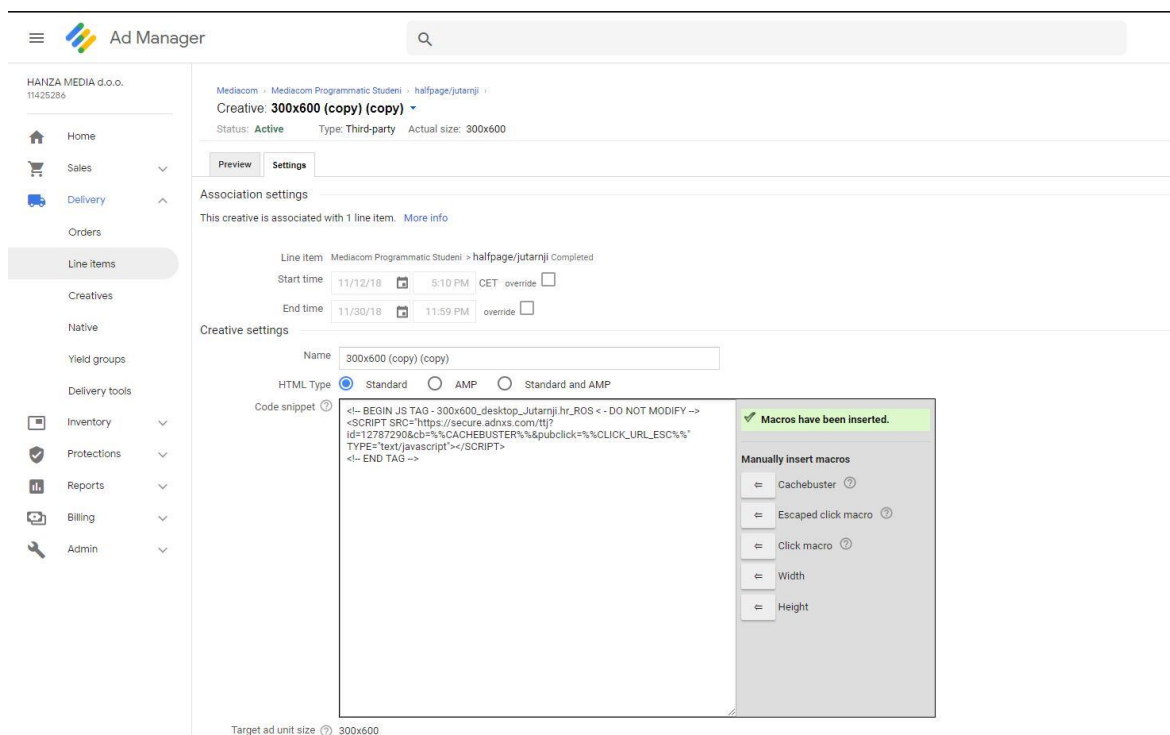 Ad Manager
HANZA MEDIA d.o.o.
11425286
Home
Sales
Delivery
Orders
Line items
Creatives
Native
Yield groups
Delivery tools
Inventory
Protections
Reports
Billing
Admin
Mediacom › Mediacom Programmatic Studeni › halfpage/jutarnji ‹
Creative: 300x600 (copy) (copy)
Status: Active Type: Third-party Actual size: 300x600
Preview Settings
Association settings
This creative is associated with 1 line item. More info
Line item Mediacom Programmatic Studeni > halfpage/jutarnji Completed
Start time 11/12/18 5:10 PM CET override
End time 11/30/18 11:59 PM override
Creative settings
Name 300x600 (copy) (copy)
HTML Type Standard AMP Standard and AMP
Code snippet
<!-- BEGIN JS TAG - 300x600_desktop_Jutarnji.hr_ROS < - DO NOT MODIFY -->
<SCRIPT SRC="https://secure.adnxs.com/ttj?
id=12787290&cb=%%CACHEBUSTER%%&pubclick=%%CLICK_URL_ESC%%"
TYPE="text/javascript"></SCRIPT>
<!-- END TAG -->
Macros have been inserted.
Manually insert macros
Cachebuster
Escaped click macro
Click macro
Width
Height
Target ad unit size 300x600